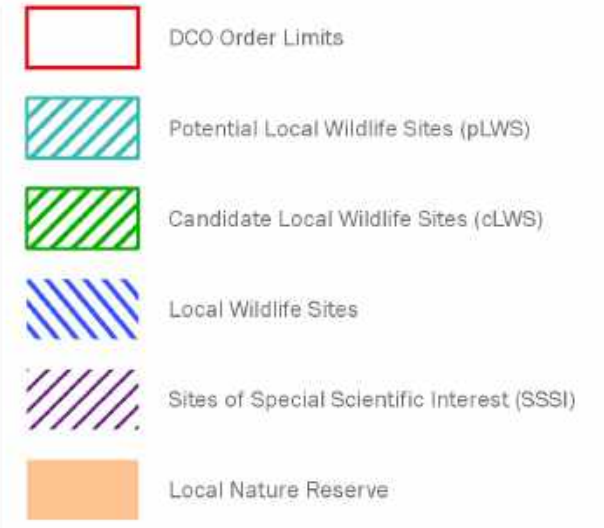 DCO Order Limits
Potential Local Wildlife Sites (pLWS)
Candidate Local Wildlife Sites (cLWS)
Local Wildlife Sites
Sites of Special Scientific Interest (SSSI)
Local Nature Reserve